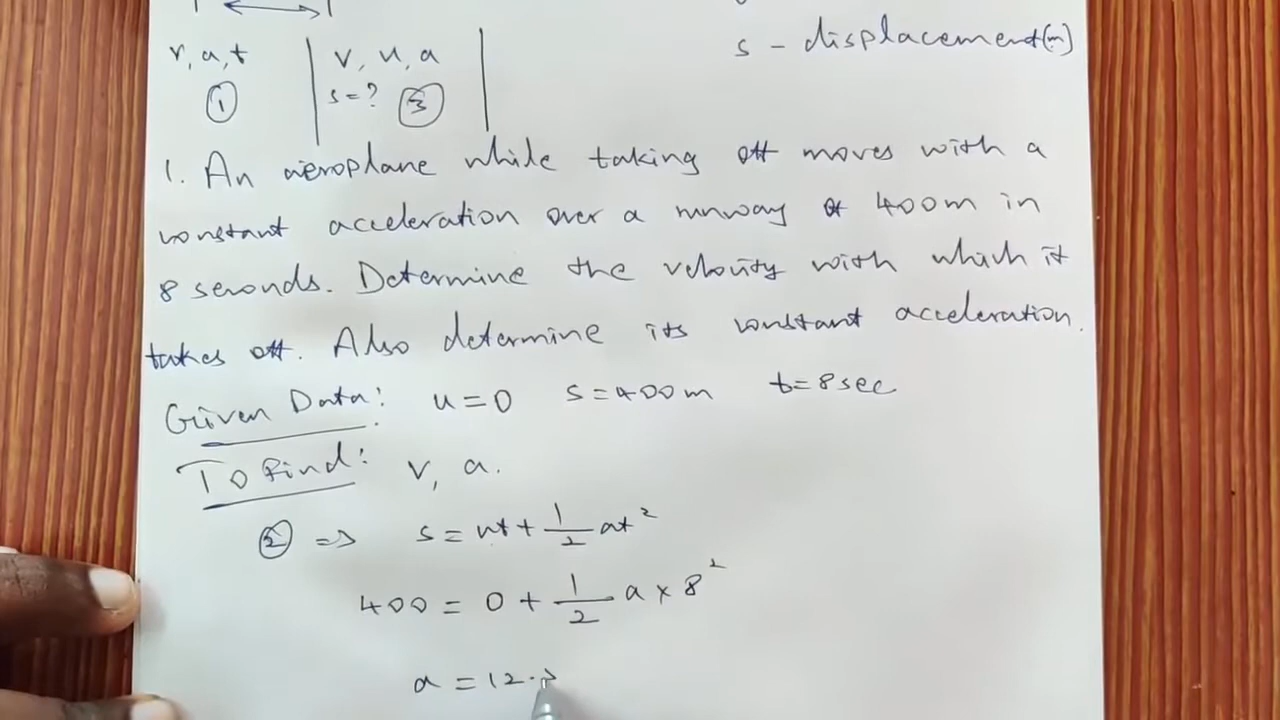 s - displacement(m)
v, u, t | v, u, a |
① | s=? ③ |
1. An aeroplane while taking off moves with a
constant acceleration over a runway of 400m in
8 seconds. Determine the velocity with which it
takes off. Also determine its constant acceleration.
Given Data: u=0 s=400m t=8sec
To Find: v, a.
② => s = ut + 1/2 at²
400 = 0 + 1/2 a × 8²
a = 12.